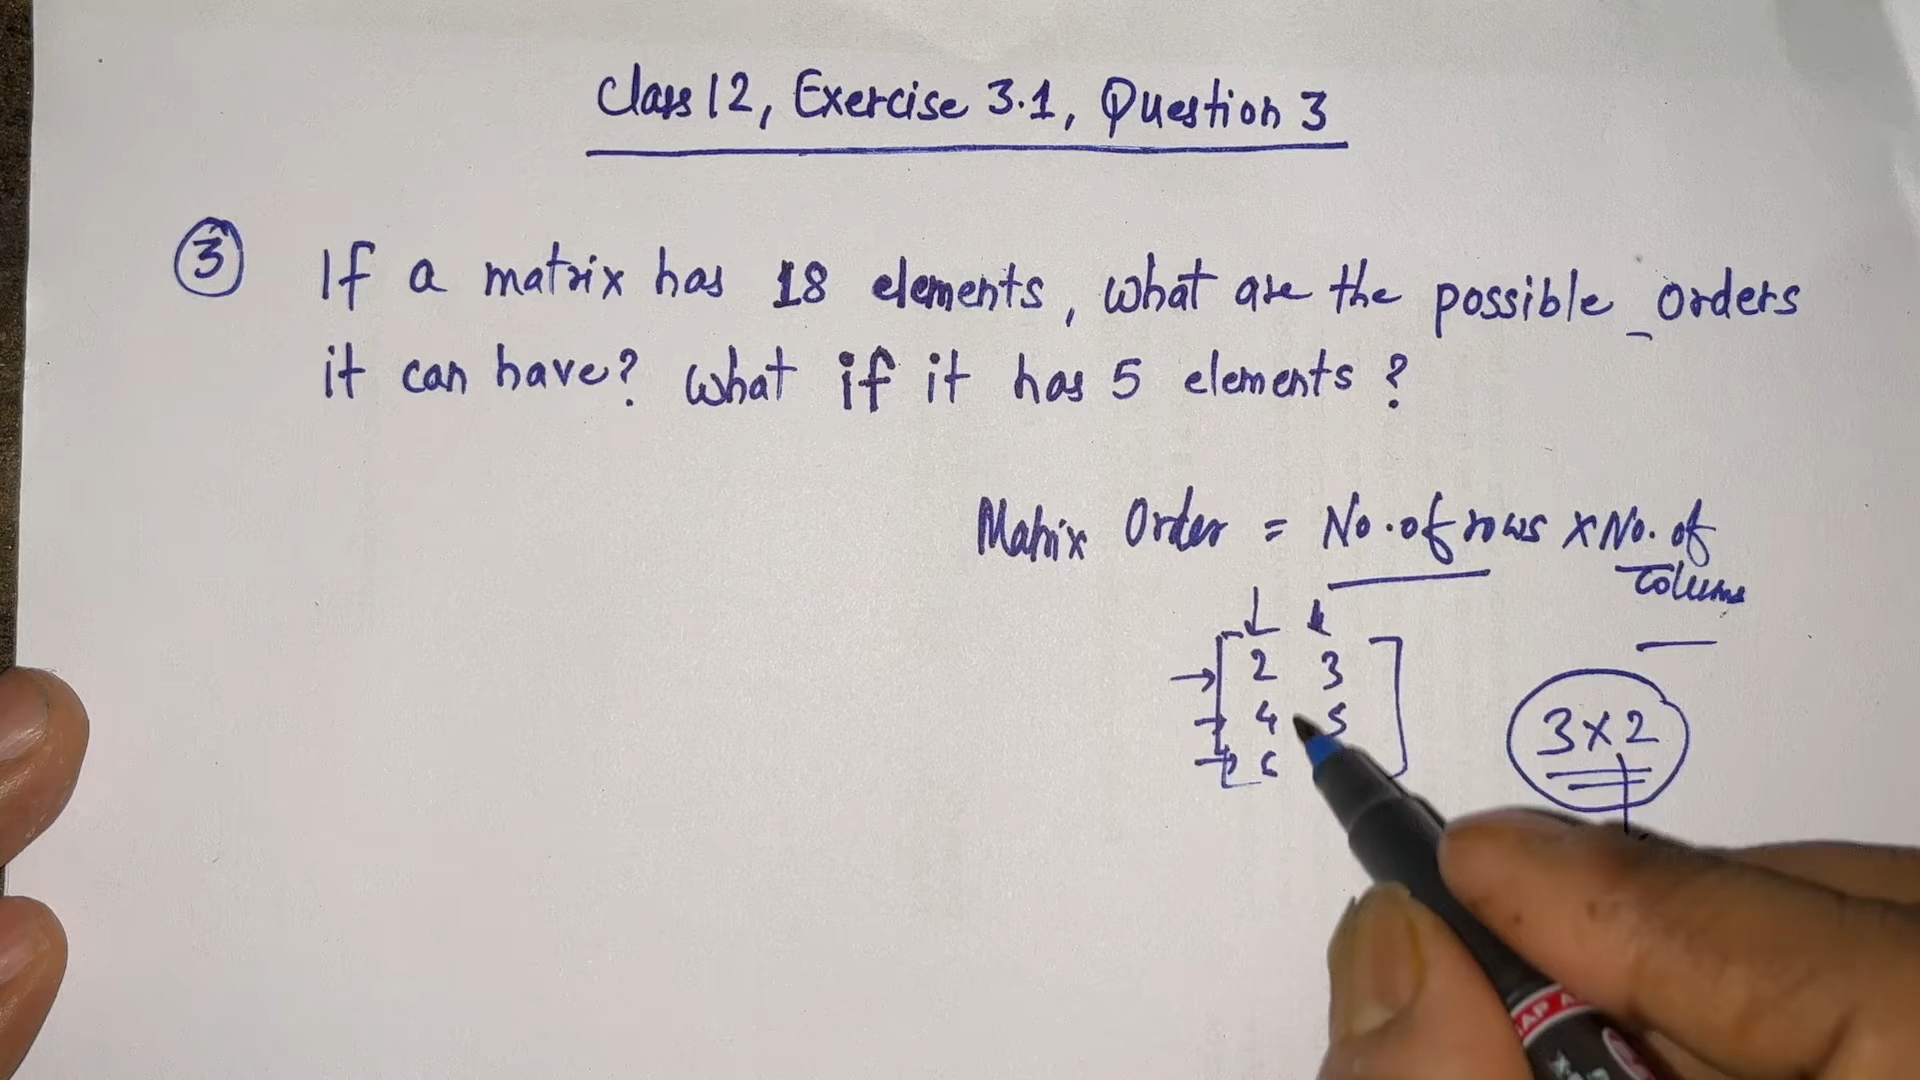 Class 12, Exercise 3.1, Question 3
3 If a matrix has 18 elements, what are the possible orders
it can have? What if it has 5 elements?
Matrix Order = No. of rows × No. of
Column
2 3
4 5
6
3×2